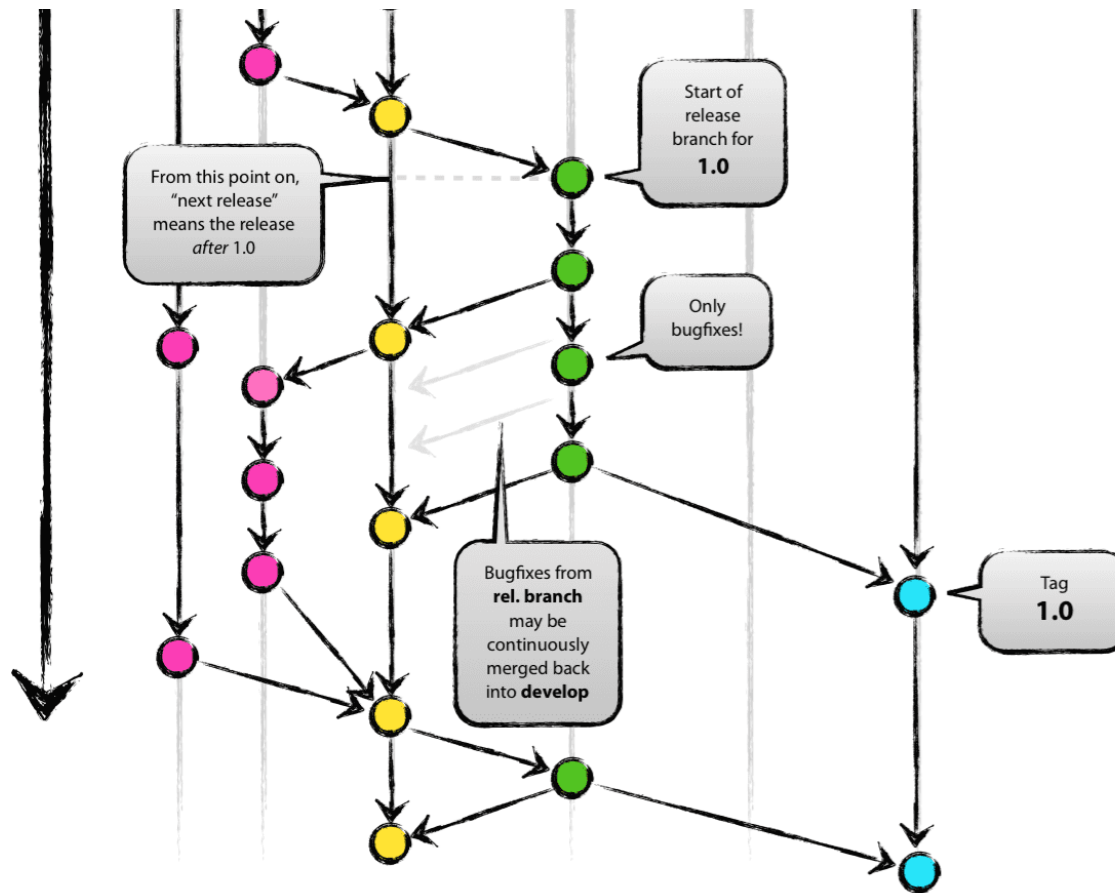 Start of
release
branch for
1.0
From this point on,
“next release”
means the release
after 1.0
Only
bugfixes!
Bugfixes from
rel. branch
may be
continuously
merged back
into develop
Tag
1.0